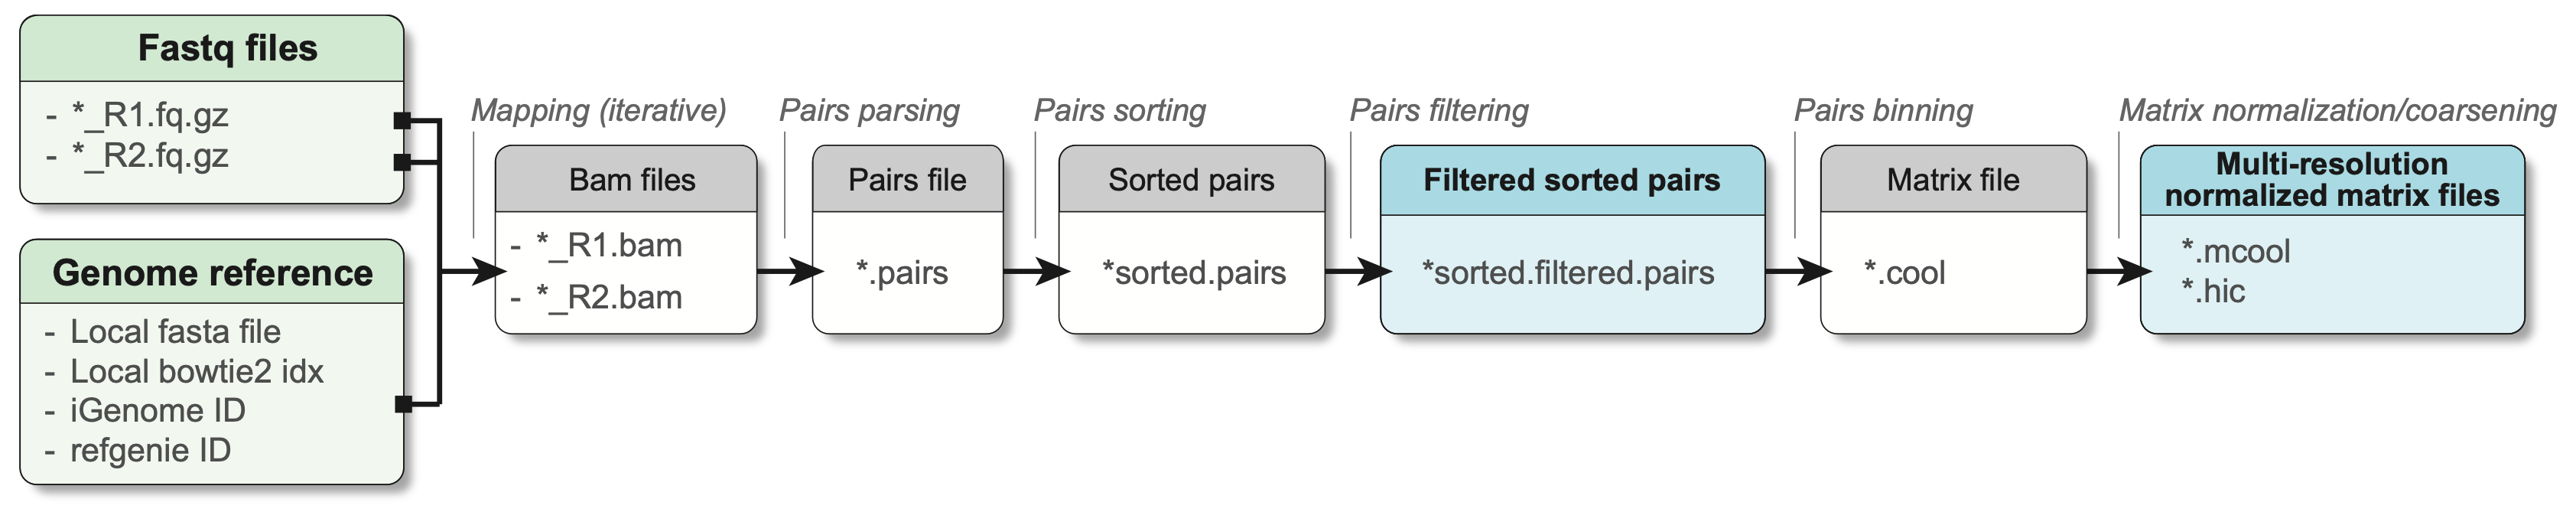 Fastq files
- *_R1.fq.gz
- *_R2.fq.gz
Genome reference
- Local fasta file
- Local bowtie2 idx
- iGenome ID
- refgenie ID
Mapping (iterative)
Bam files
- *_R1.bam
- *_R2.bam
Pairs parsing
Pairs file
*.pairs
Pairs sorting
Sorted pairs
*sorted.pairs
Pairs filtering
Filtered sorted pairs
*sorted.filtered.pairs
Pairs binning
Matrix file
*.cool
Matrix normalization/coarsening
Multi-resolution
normalized matrix files
*.mcool
*.hic